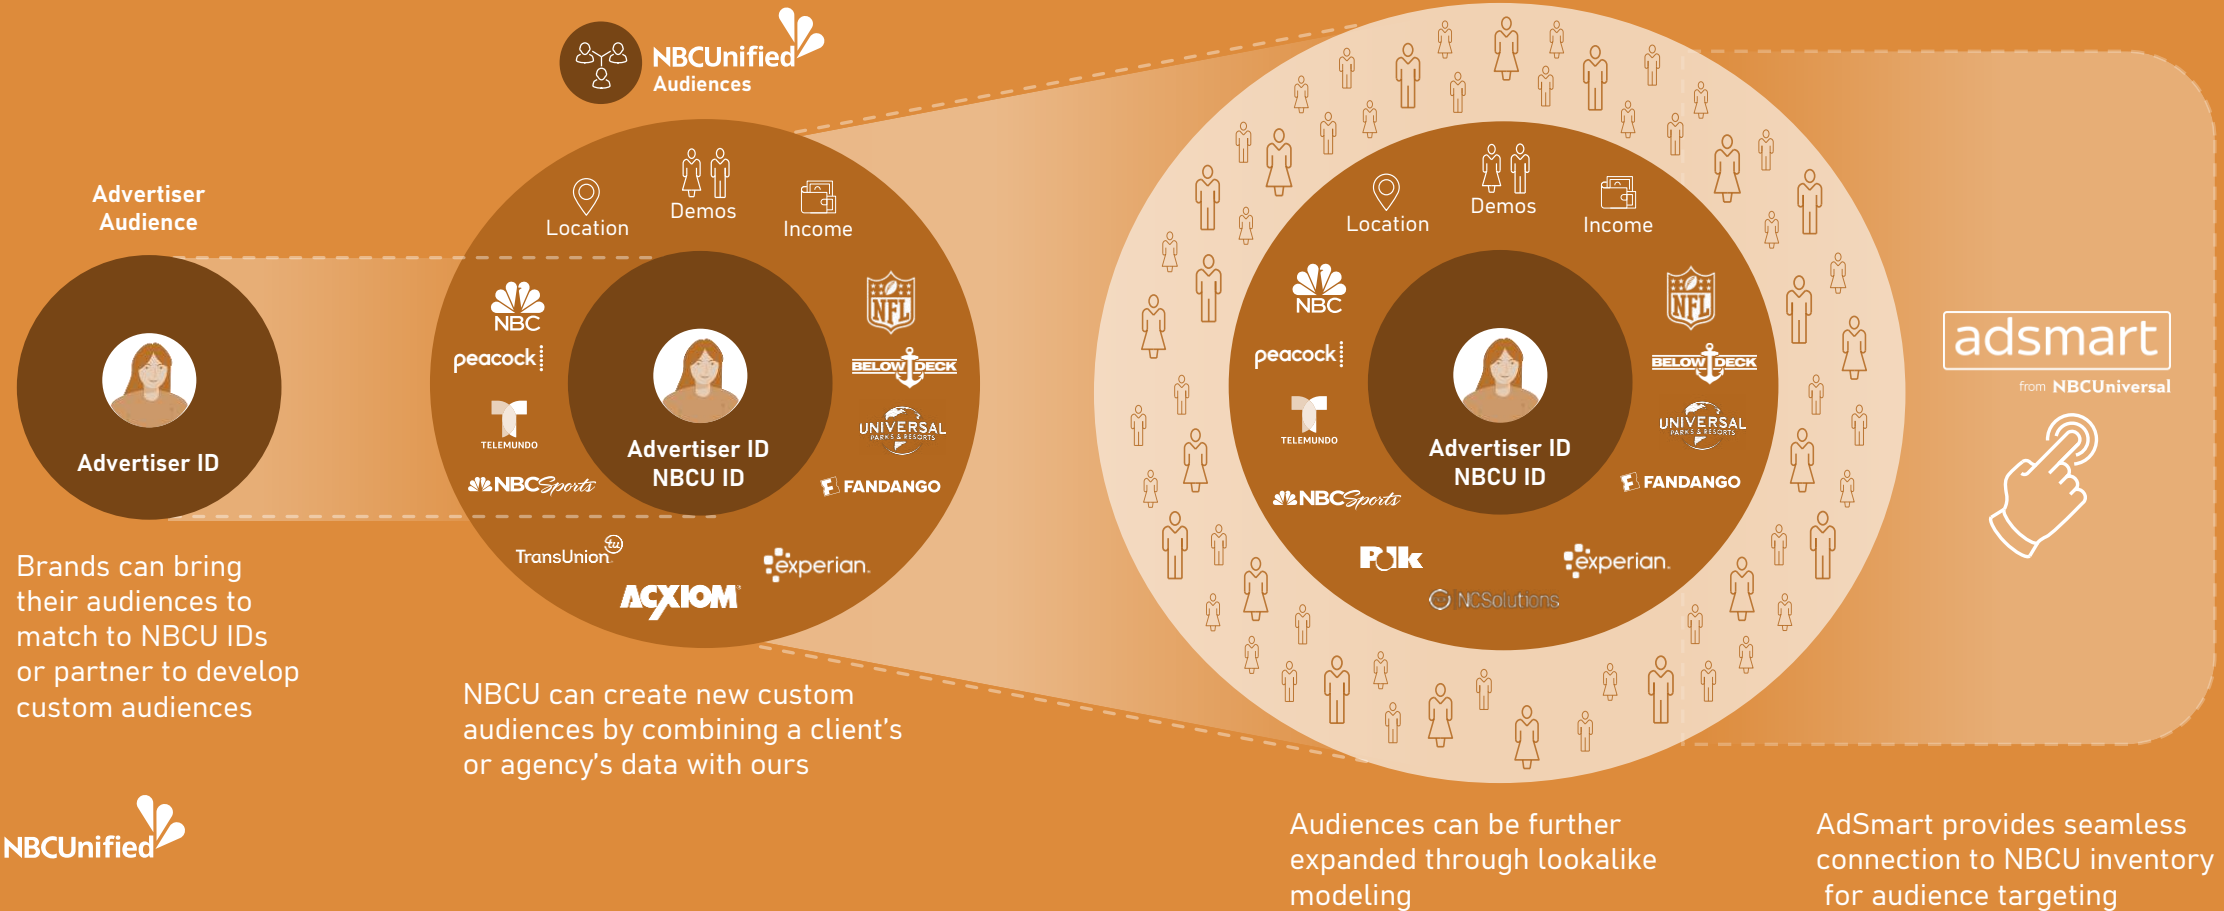 NBCUnified
Audiences
Advertiser
Audience
Advertiser ID
Brands can bring
their audiences to
match to NBCU IDs
or partner to develop
custom audiences
NBCUnified
Location
Demos
Income
NBC
peacock
TELEMUNDO
NBC Sports
TransUnion tu
ACXIOM
experian.
FANDANGO
UNIVERSAL
PARKS & RESORTS
BELOW DECK
NFL
Advertiser ID
NBCU ID
NBCU can create new custom
audiences by combining a client’s
or agency’s data with ours
Location
Demos
Income
NBC
peacock
TELEMUNDO
NBC Sports
Polk
NCSolutions
experian.
FANDANGO
UNIVERSAL
PARKS & RESORTS
BELOW DECK
NFL
Advertiser ID
NBCU ID
Audiences can be further
expanded through lookalike
modeling
adsmart
from NBCUniversal
AdSmart provides seamless
connection to NBCU inventory
for audience targeting